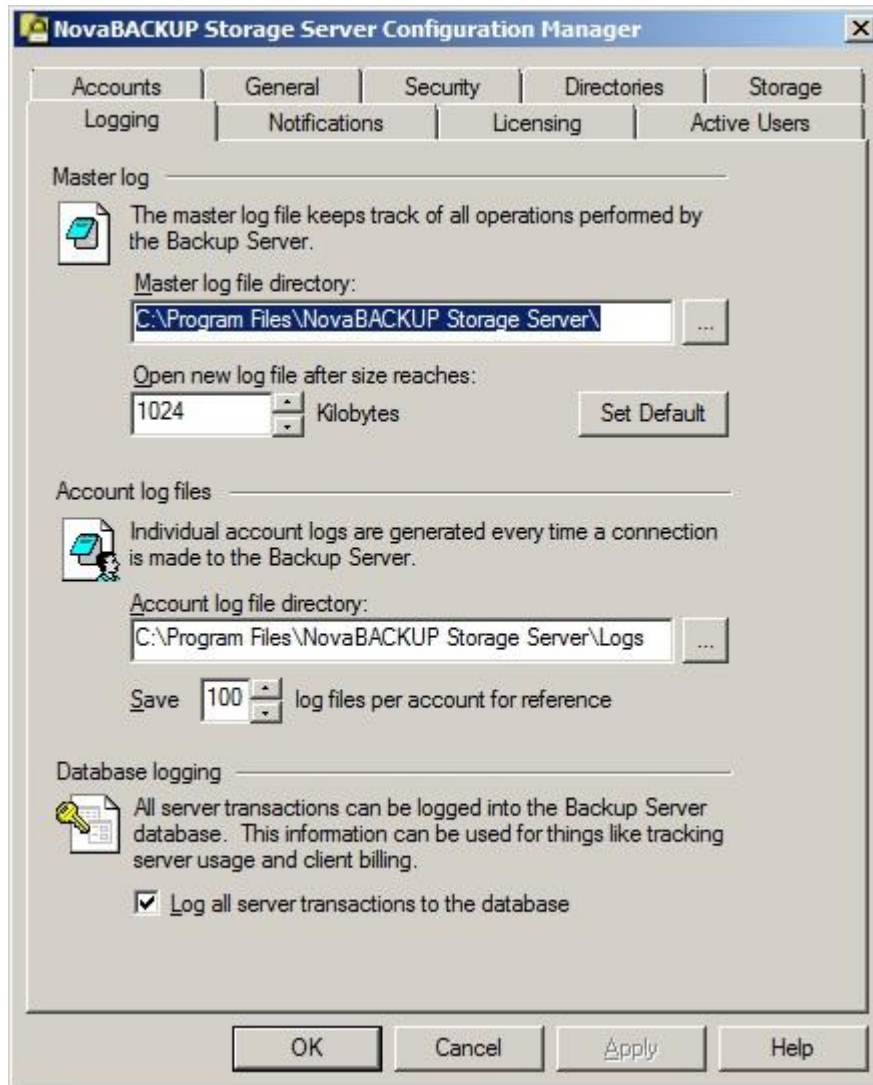 NovaBACKUP Storage Server Configuration Manager
Accounts General Security Directories Storage
Logging Notifications Licensing Active Users
Master log
The master log file keeps track of all operations performed by
the Backup Server.
Master log file directory:
C:\Program Files\NovaBACKUP Storage Server\
...
Open new log file after size reaches:
1024 Kilobytes Set Default
Account log files
Individual account logs are generated every time a connection
is made to the Backup Server.
Account log file directory:
C:\Program Files\NovaBACKUP Storage Server\Logs
...
Save 100 log files per account for reference
Database logging
All server transactions can be logged into the Backup Server
database. This information can be used for things like tracking
server usage and client billing.
Log all server transactions to the database
OK Cancel Apply Help